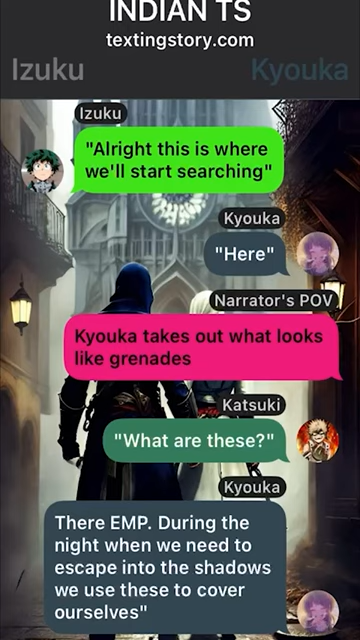 INDIAN TS
textingstory.com
Izuku
Kyouka
Izuku
"Alright this is where
we'll start searching"
Kyouka
"Here"
Narrator's POV
Kyouka takes out what looks
like grenades
Katsuki
"What are these?"
Kyouka
There EMP. During the
night when we need to
escape into the shadows
we use these to cover
ourselves"